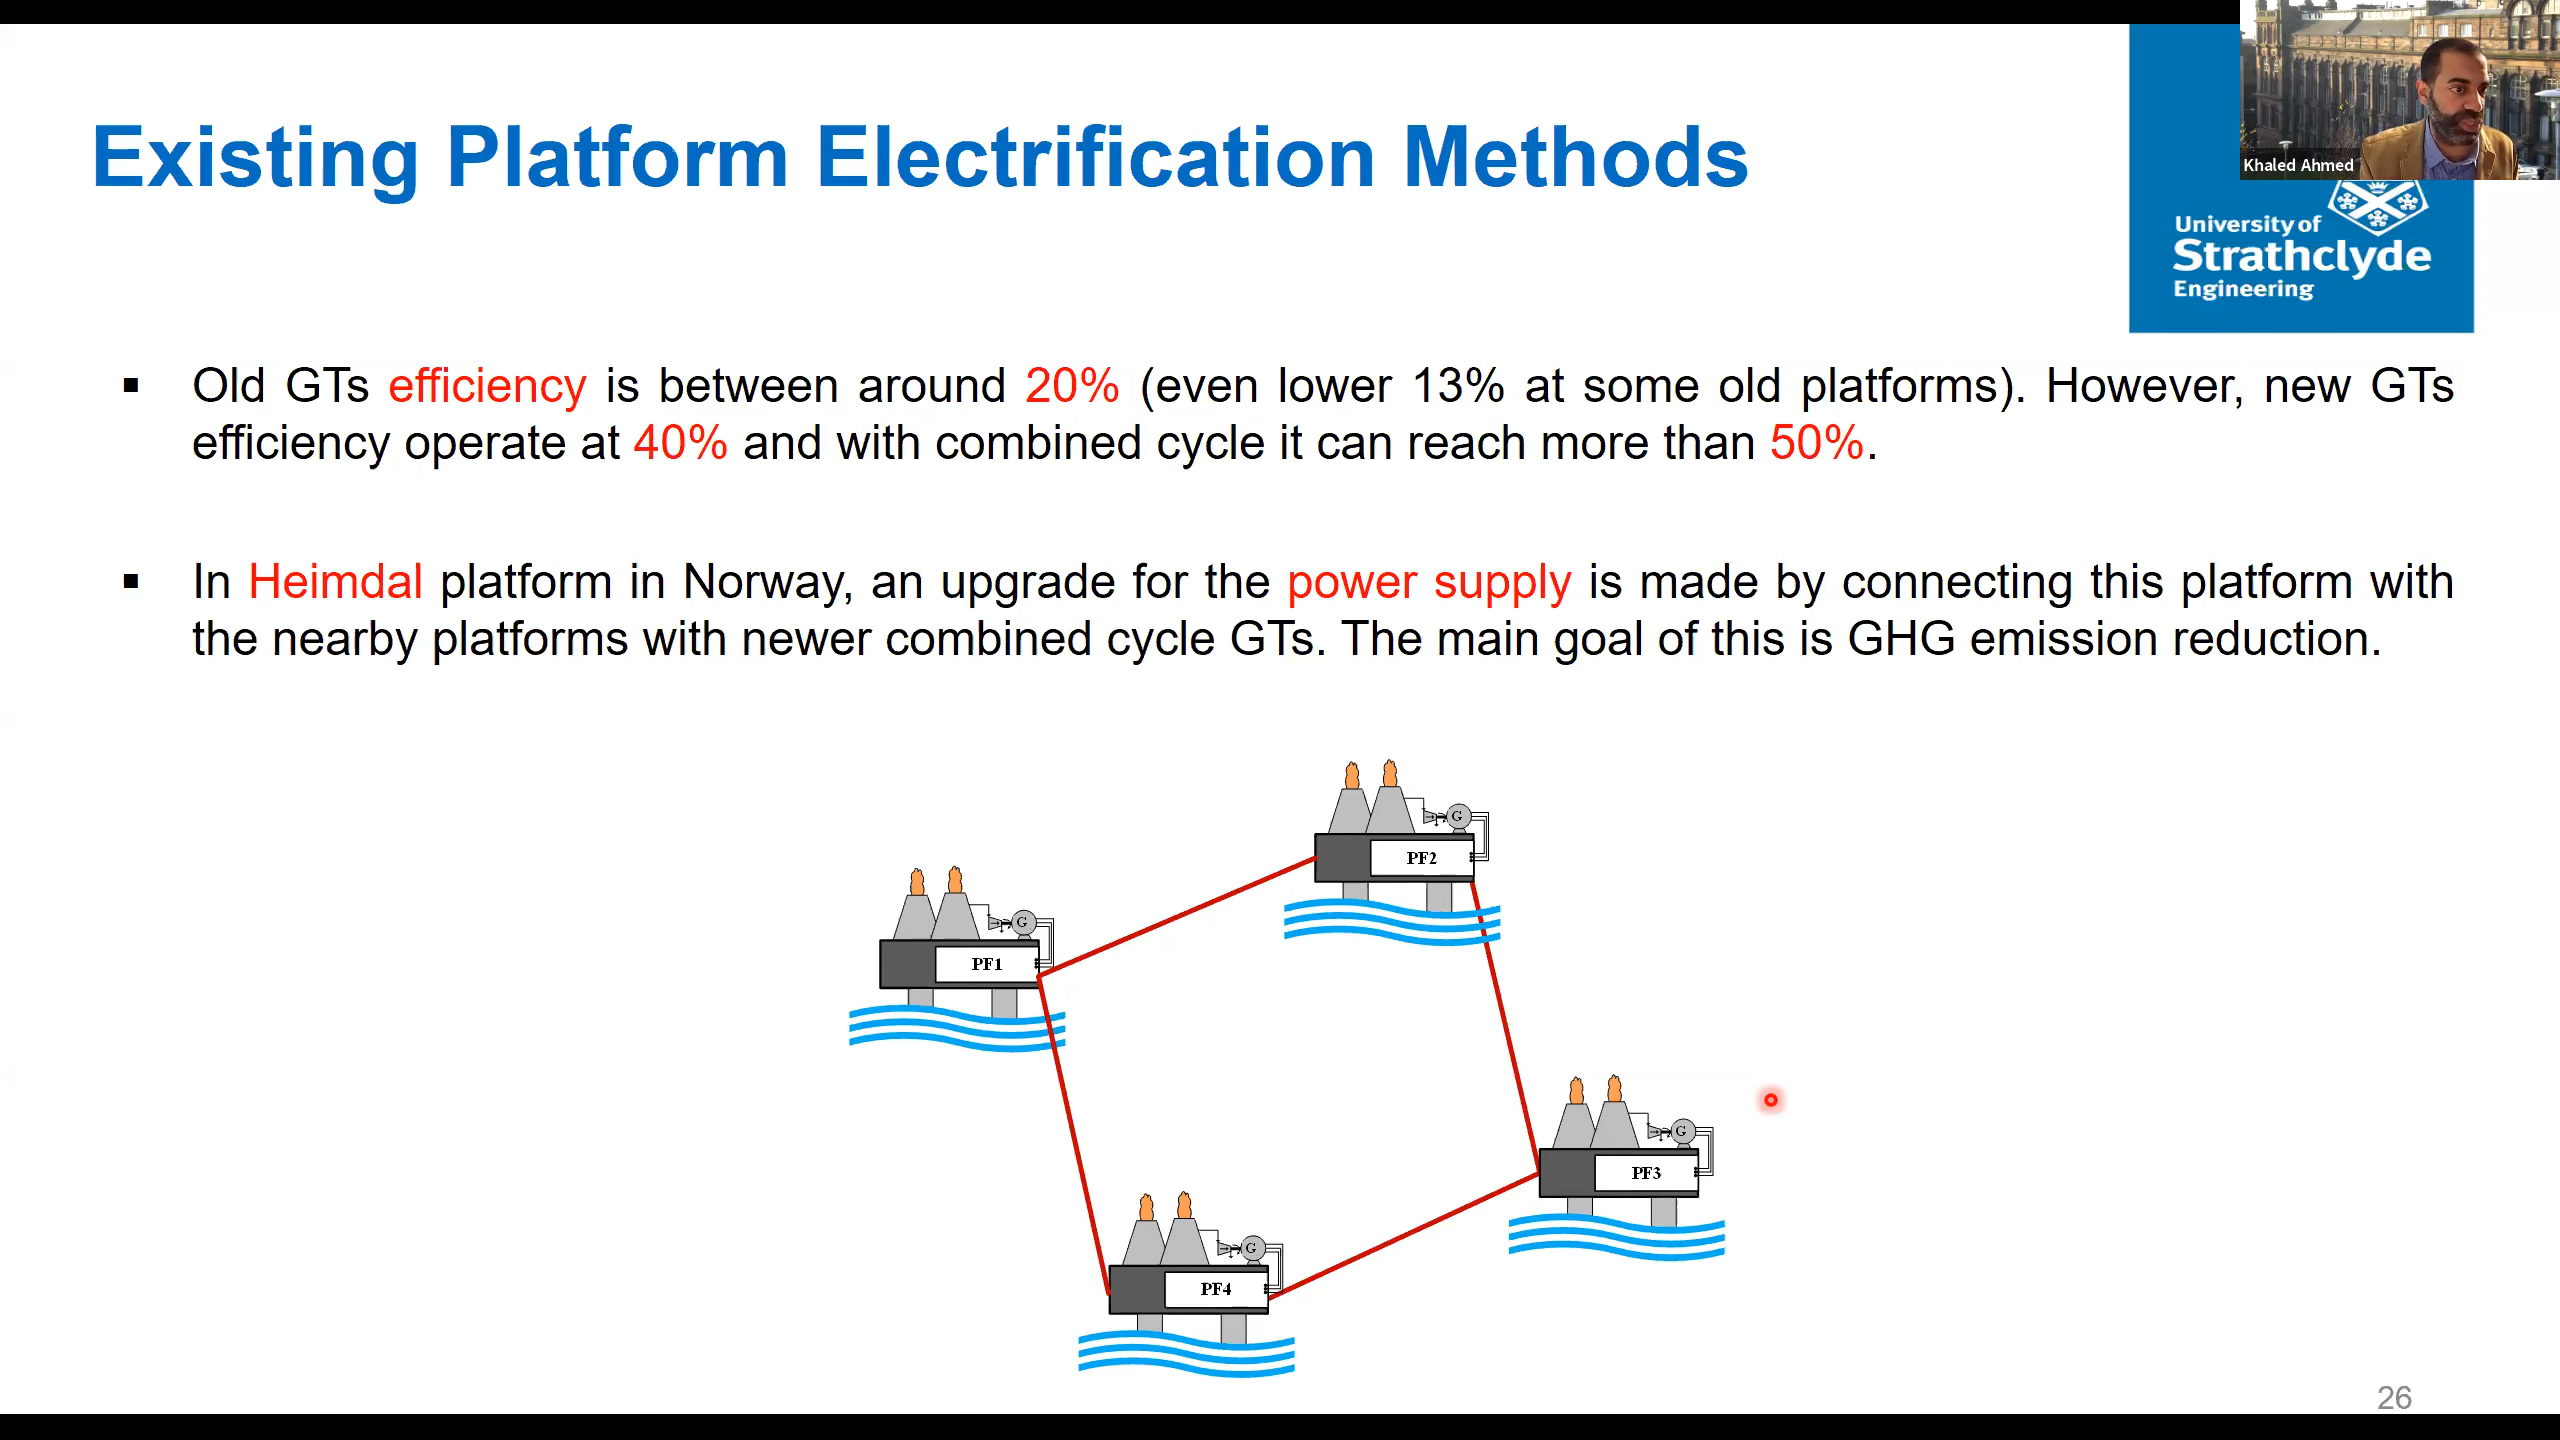 Existing Platform Electrification Methods
Khaled Ahmed
University of
Strathclyde
Engineering
▪ Old GTs efficiency is between around 20% (even lower 13% at some old platforms). However, new GTs
efficiency operate at 40% and with combined cycle it can reach more than 50%.
▪ In Heimdal platform in Norway, an upgrade for the power supply is made by connecting this platform with
the nearby platforms with newer combined cycle GTs. The main goal of this is GHG emission reduction.
G
PF2
G
PF1
G
PF3
G
PF4
26